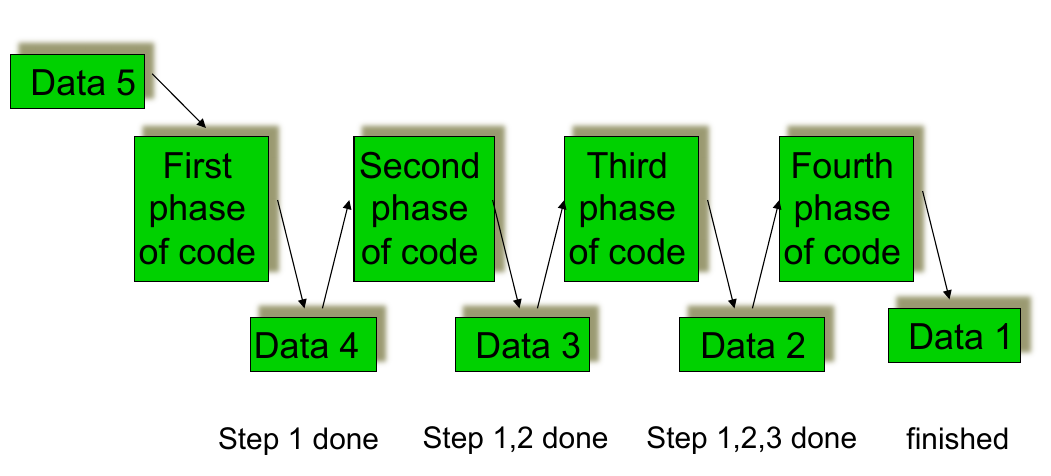 Data 5
First
phase
of code
Second
phase
of code
Third
phase
of code
Fourth
phase
of code
Data 4
Data 3
Data 2
Data 1
Step 1 done
Step 1,2 done
Step 1,2,3 done
finished